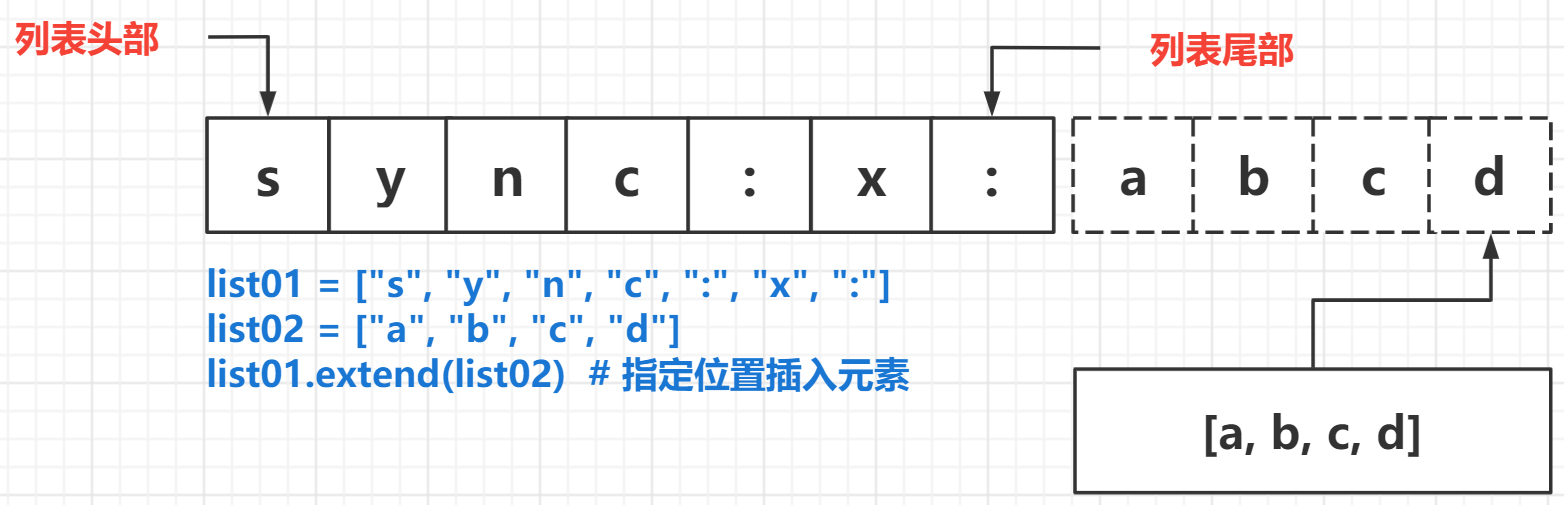 列表头部
列表尾部
s y n c : x : a b c d
list01 = ["s", "y", "n", "c", ":", "x", ":"]
list02 = ["a", "b", "c", "d"]
list01.extend(list02)  # 指定位置插入元素
[a, b, c, d]